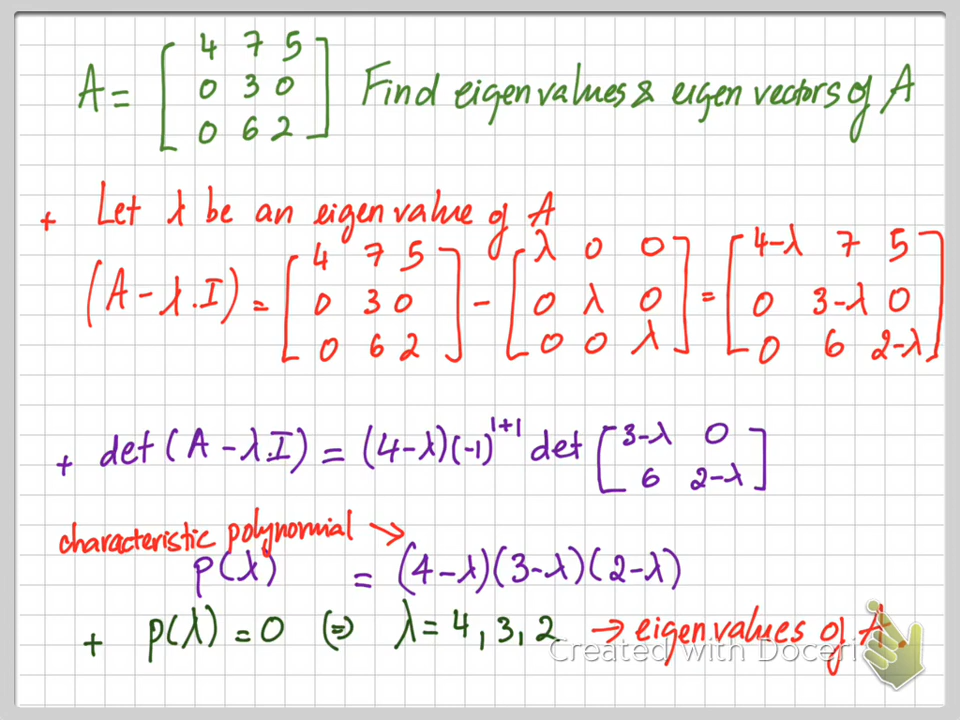 A = [ 4 7 5
0 3 0
0 6 2 ] Find eigenvalues & eigen vectors of A
+ Let λ be an eigen value of A
(A - λ.I) = [ 4 7 5
0 3 0
0 6 2 ] - [ λ 0 0
0 λ 0
0 0 λ ] = [ 4-λ 7 5
0 3-λ 0
0 6 2-λ ]
+ det (A - λ.I) = (4-λ)(-1)^1+1 det [ 3-λ 0
6 2-λ ]
characteristic polynomial →
p(λ) = (4-λ)(3-λ)(2-λ)
+ p(λ) = 0 (⇒) λ = 4, 3, 2 → eigenvalues of A.
Created with Doceri